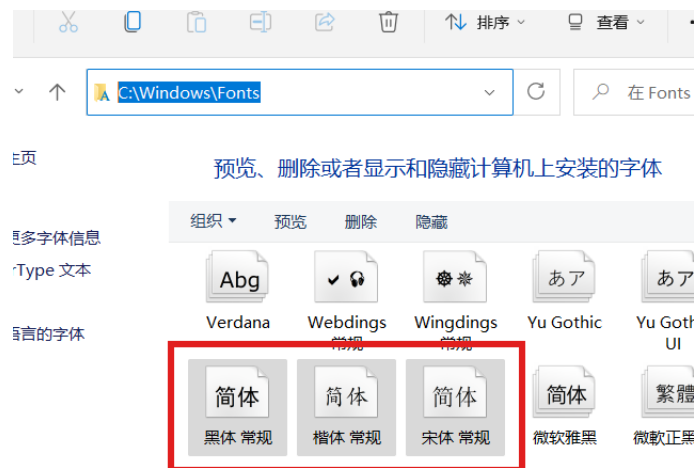 排序 查看
C:\Windows\Fonts 在 Fonts
主页
预览、删除或者显示和隐藏计算机上安装的字体
组织 预览 删除 隐藏
更多字体信息
Type 文本
Abg あア あア
Verdana Webdings 常规 Wingdings 常规 Yu Gothic Yu Goth UI
语言的字体
简体 简体 简体 简体 繁體
黑体 常规 楷体 常规 宋体 常规 微软雅黑 微軟正黑